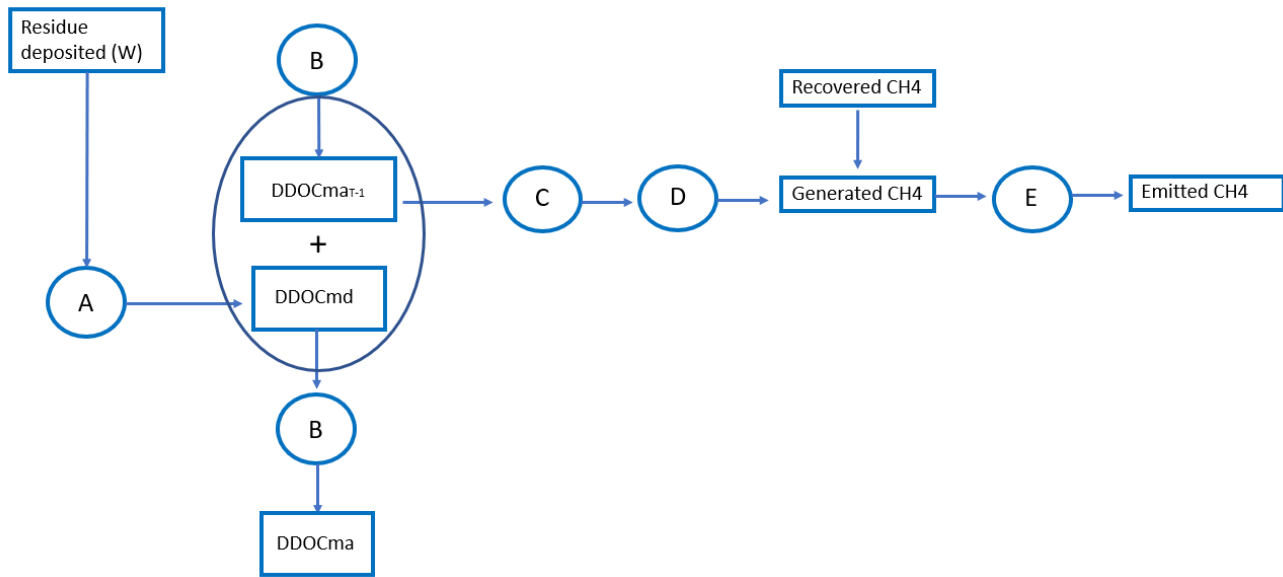 Residue
deposited (W)
B
Recovered CH4
DDOCmaT-1
C
D
Generated CH4
E
Emitted CH4
+
A
DDOCmd
B
DDOCma